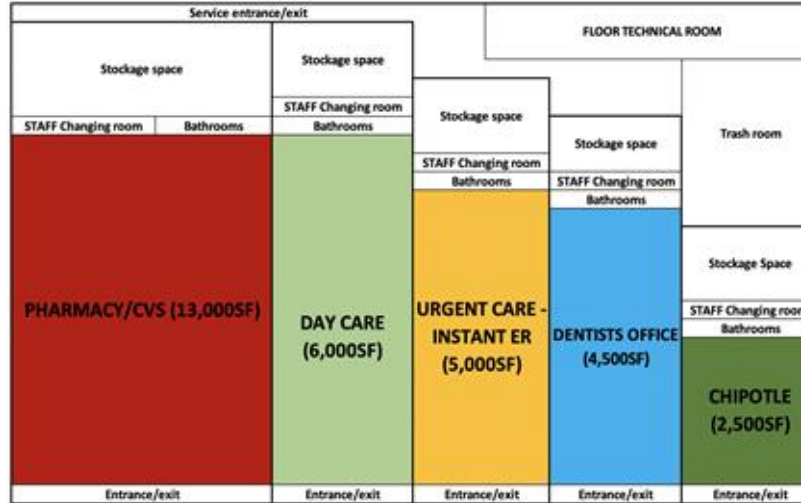 Service entrance/exit
FLOOR TECHNICAL ROOM
Stockage space
STAFF Changing room
Bathrooms
PHARMACY/CVS (13,000SF)
Entrance/exit
Stockage space
STAFF Changing room
Bathrooms
DAY CARE
(6,000SF)
Entrance/exit
Stockage space
STAFF Changing room
Bathrooms
URGENT CARE -
INSTANT ER
(5,000SF)
Entrance/exit
Stockage space
STAFF Changing room
Bathrooms
DENTISTS OFFICE
(4,500SF)
Entrance/exit
Trash room
Stockage Space
STAFF Changing room
Bathrooms
CHIPOTLE
(2,500SF)
Entrance/exit